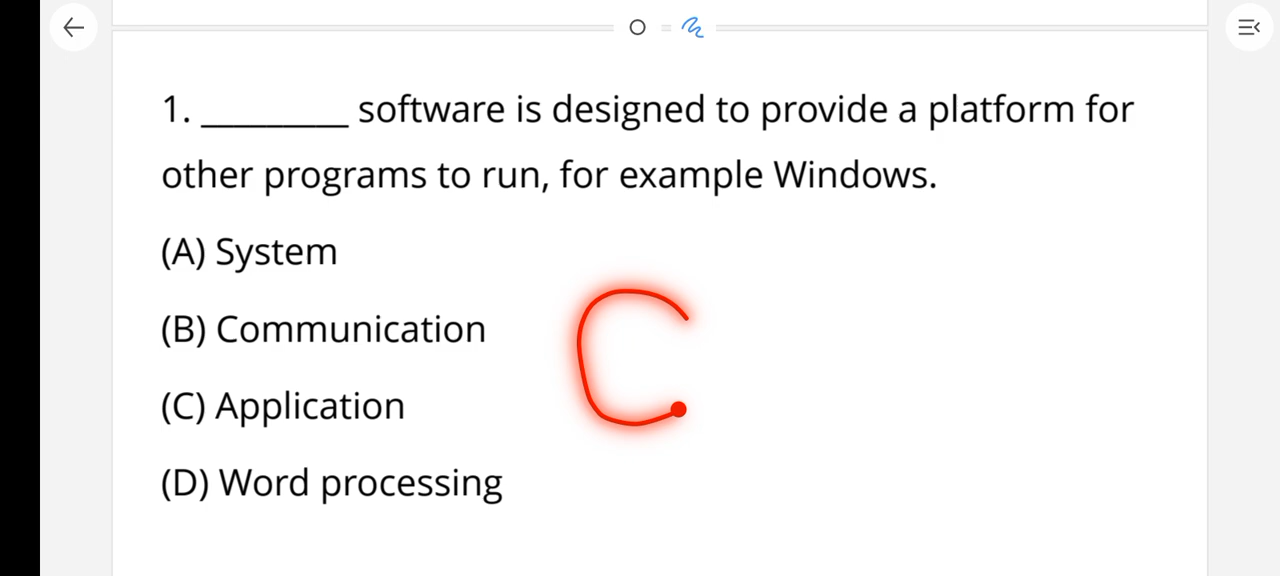 1. _________ software is designed to provide a platform for
other programs to run, for example Windows.
(A) System
(B) Communication
C
(C) Application
(D) Word processing